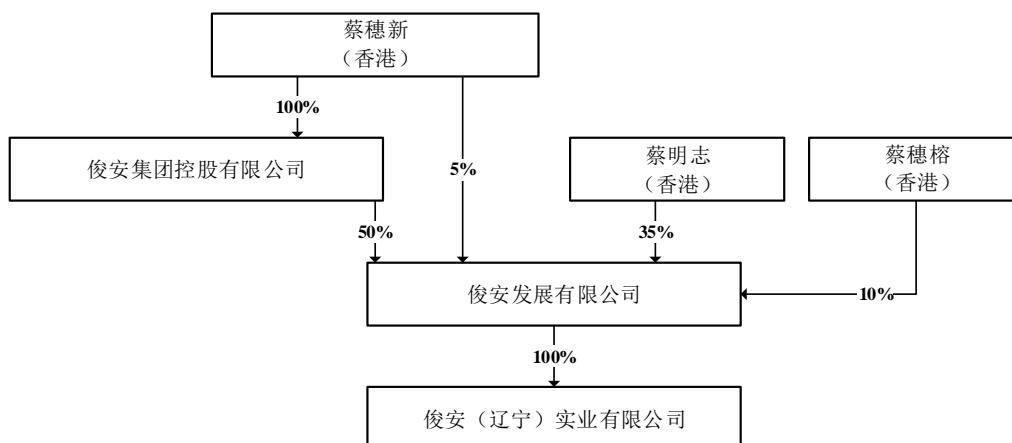 蔡穗新
（香港）
100%
俊安集团控股有限公司
5%
蔡明志
（香港）
蔡穗榕
（香港）
50%
35%
俊安发展有限公司
10%
100%
俊安（辽宁）实业有限公司